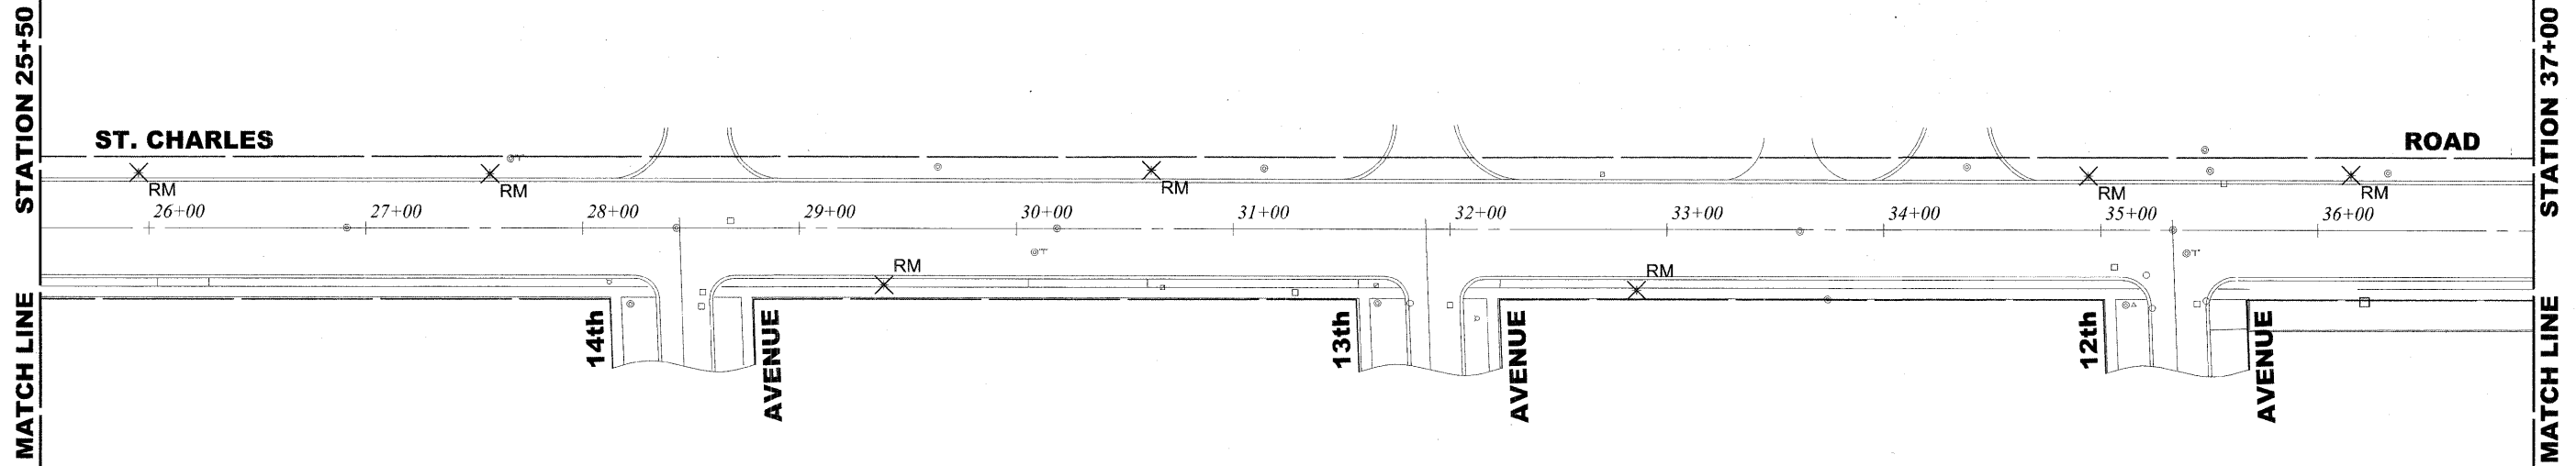 STATION 25+50
MATCH LINE
ST. CHARLES
ROAD
RM
RM
RM
RM
RM
26+00
27+00
28+00
29+00
30+00
31+00
32+00
33+00
34+00
35+00
36+00
RM
RM
14th
AVENUE
13th
AVENUE
12th
AVENUE
STATION 37+00
MATCH LINE